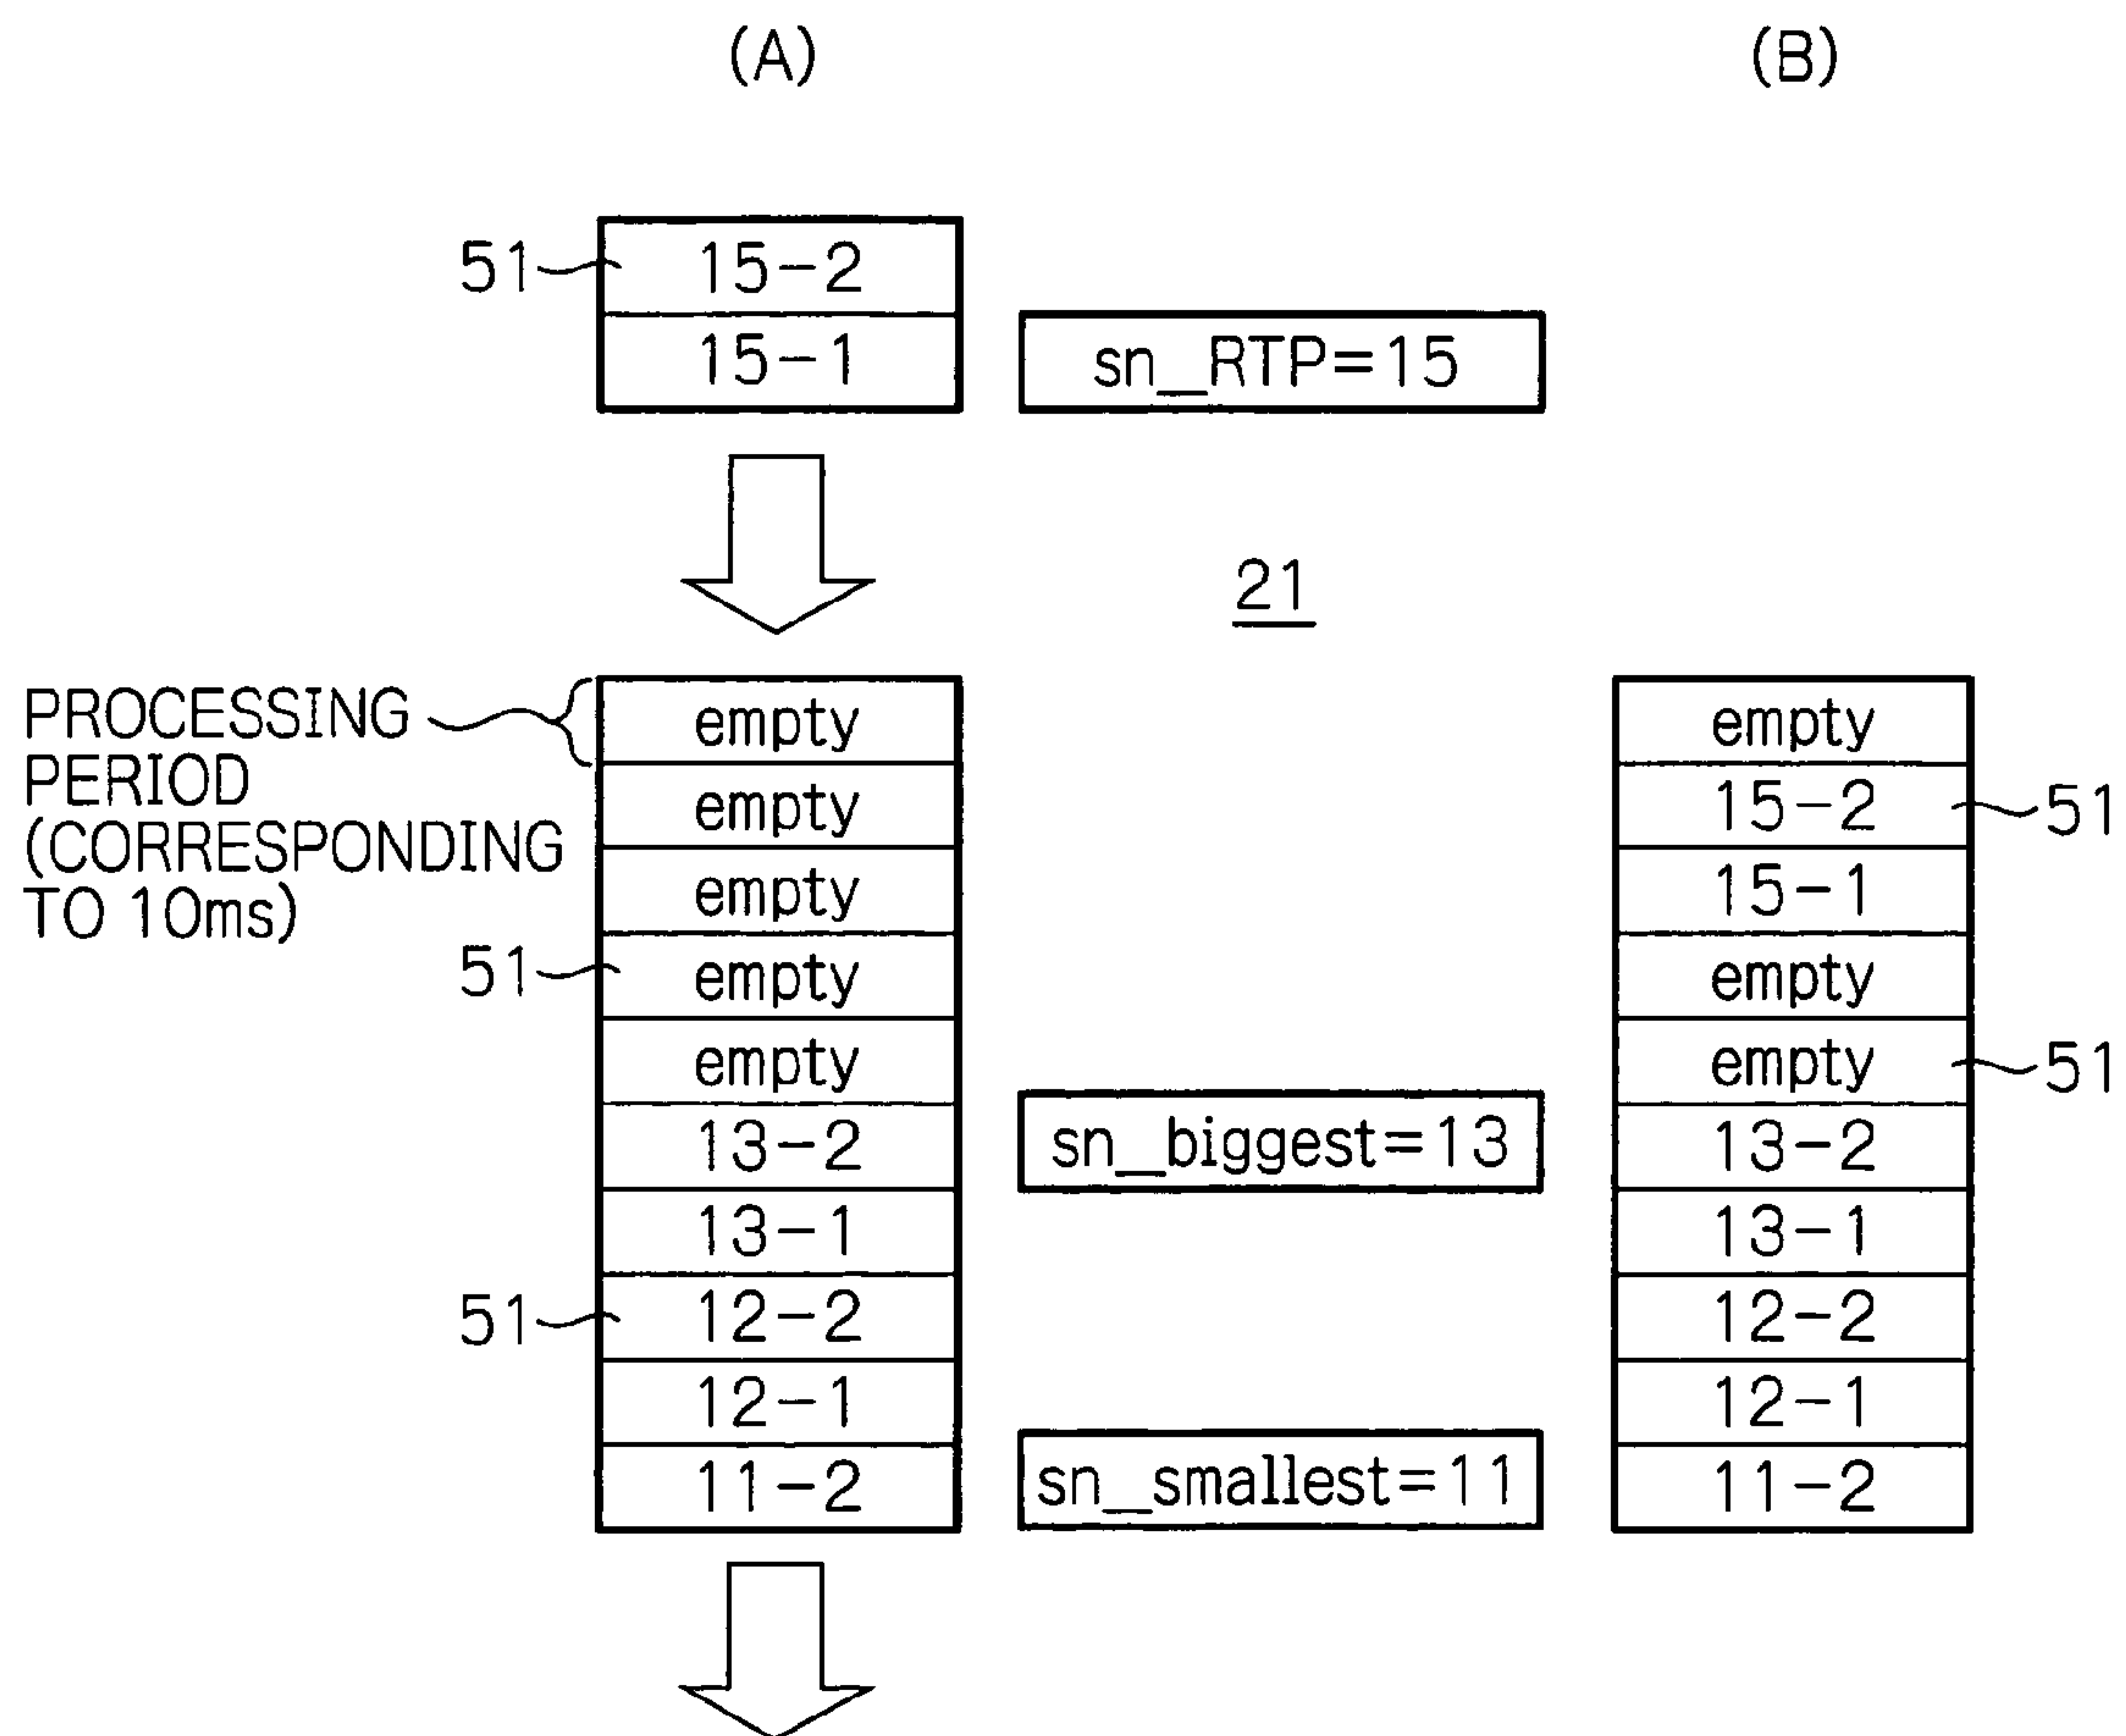 (A)
(B)
51
15-2
15-1
sn_RTP=15
21
PROCESSING
PERIOD
(CORRESPONDING
TO 10ms)
empty
empty
empty
51
empty
empty
13-2
13-1
51
12-2
12-1
11-2
sn_biggest=13
sn_smallest=11
empty
15-2
51
15-1
empty
empty
51
13-2
13-1
12-2
12-1
11-2